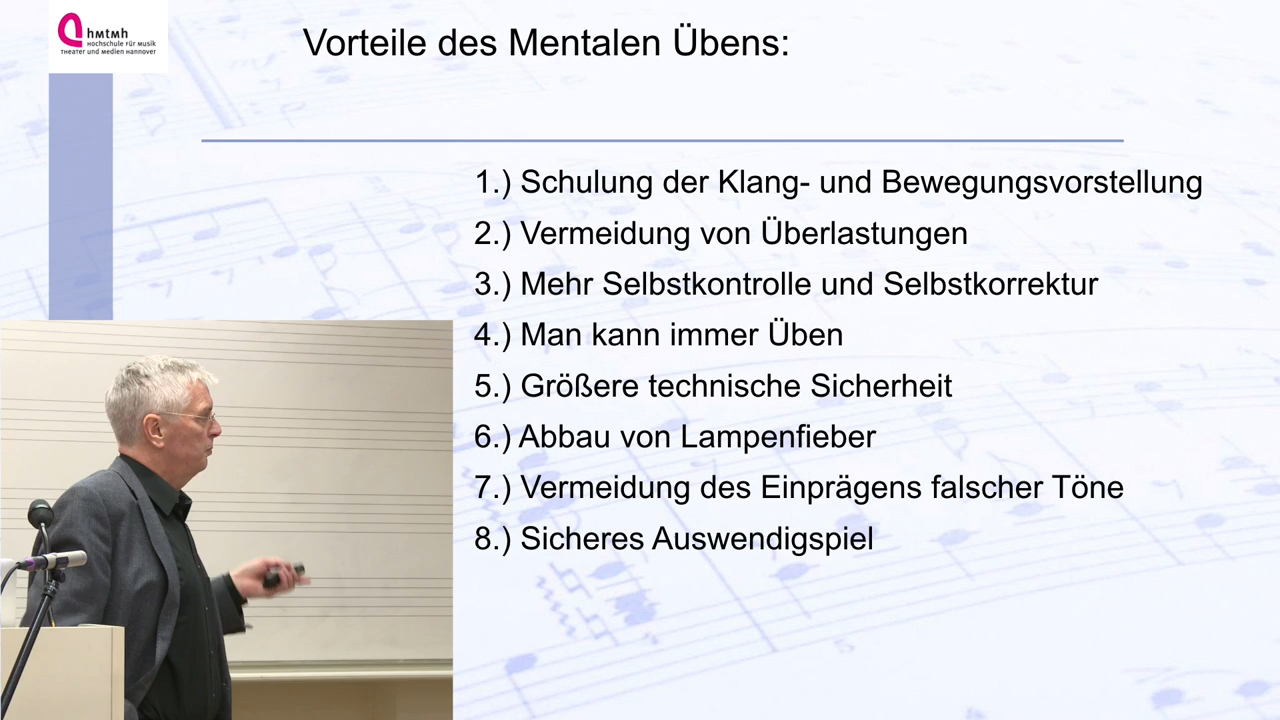 hmtmh
Hochschule für Musik
Theater und Medien Hannover
Vorteile des Mentalen Übens:
1.) Schulung der Klang- und Bewegungsvorstellung
2.) Vermeidung von Überlastungen
3.) Mehr Selbstkontrolle und Selbstkorrektur
4.) Man kann immer Üben
5.) Größere technische Sicherheit
6.) Abbau von Lampenfieber
7.) Vermeidung des Einprägens falscher Töne
8.) Sicheres Auswendigspiel